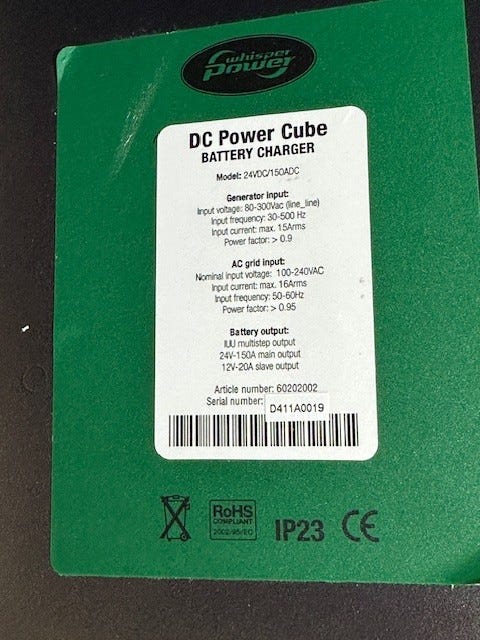 whisper
power
DC Power Cube
BATTERY CHARGER
Model: 24VDC/150ADC
Generator input:
Input voltage: 80-300Vac (line_line)
Input frequency: 30-500 Hz
Input current: max. 15Arms
Power factor: > 0.9
AC grid input:
Nominal input voltage: 100-240VAC
Input current: max. 16Arms
Input frequency: 50-60Hz
Power factor: > 0.95
Battery output:
IUU multistep output
24V-150A main output
12V-20A slave output
Article number: 60202002
Serial number: D411A0019
RoHS
COMPLIANT
2002/95/EC
IP23 CE